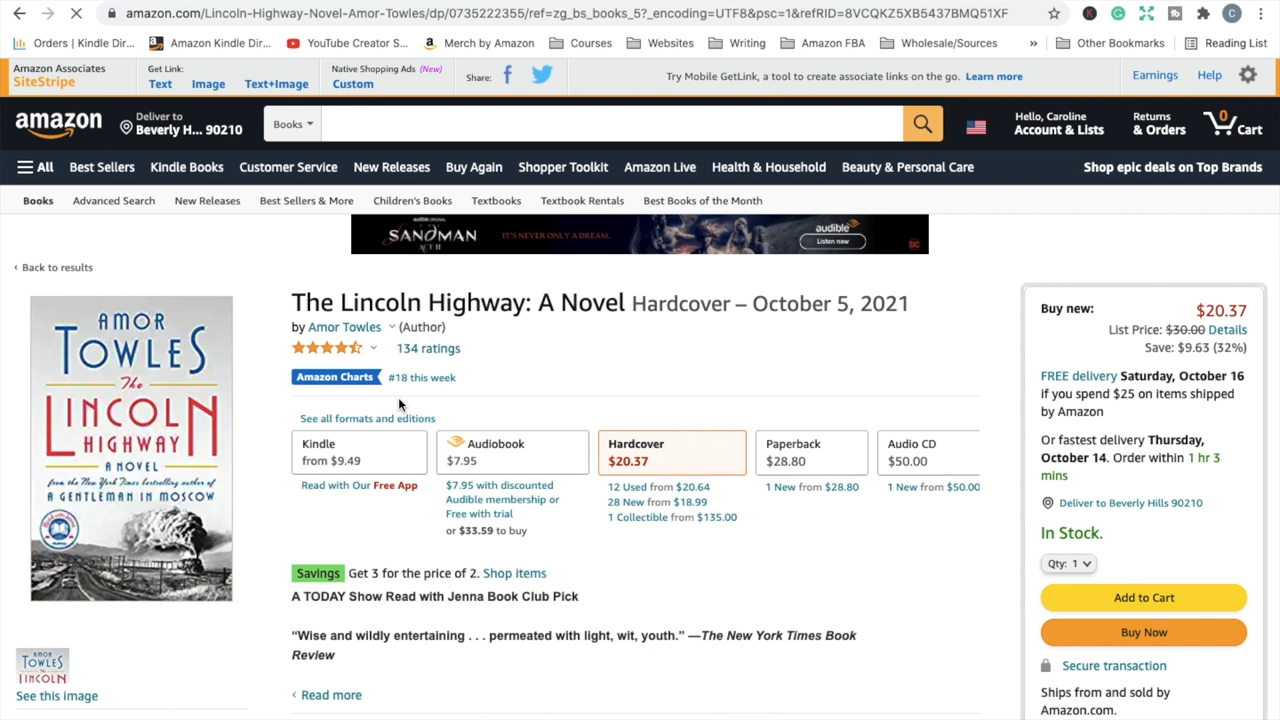 amazon.com/Lincoln-Highway-Novel-Amor-Towles/dp/0735222355/ref=zg_bs_books_5?_encoding=UTF8&psc=1&refRID=8VCQKZ5XB5437BMQ51XF
Orders | Kindle Dir...
Amazon Kindle Dir...
YouTube Creator S...
Merch by Amazon
Courses
Websites
Writing
Amazon FBA
Wholesale/Sources
»
Other Bookmarks
Reading List
Amazon Associates
SiteStripe
Get Link:
Text
Image
Text+Image
Native Shopping Ads (New)
Custom
Share:
Try Mobile GetLink, a tool to create associate links on the go. Learn more
Earnings
Help
amazon
Deliver to
Beverly H... 90210
Books
Hello, Caroline
Account & Lists
Returns
& Orders
0
Cart
All
Best Sellers
Kindle Books
Customer Service
New Releases
Buy Again
Shopper Toolkit
Amazon Live
Health & Household
Beauty & Personal Care
Shop epic deals on Top Brands
Books
Advanced Search
New Releases
Best Sellers & More
Children's Books
Textbooks
Textbook Rentals
Best Books of the Month
SANDMAN
ACT II
IT'S NEVER ONLY A DREAM.
audible
Listen now
DC
‹ Back to results
AMOR
TOWLES
The
LINCOLN
HIGHWAY
A NOVEL
from the New York Times bestselling author of
A GENTLEMAN IN MOSCOW
AMOR
TOWLES
LINCOLN
See this image
The Lincoln Highway: A Novel Hardcover – October 5, 2021
by Amor Towles (Author)
134 ratings
Amazon Charts #18 this week
See all formats and editions
Kindle
from $9.49
Read with Our Free App
Audiobook
$7.95
$7.95 with discounted
Audible membership or
Free with trial
or $33.59 to buy
Hardcover
$20.37
12 Used from $20.64
28 New from $18.99
1 Collectible from $135.00
Paperback
$28.80
1 New from $28.80
Audio CD
$50.00
1 New from $50.00
Savings Get 3 for the price of 2. Shop items
A TODAY Show Read with Jenna Book Club Pick
“Wise and wildly entertaining . . . permeated with light, wit, youth.” —The New York Times Book
Review
‹ Read more
Buy new: $20.37
List Price: $30.00 Details
Save: $9.63 (32%)
FREE delivery Saturday, October 16
if you spend $25 on items shipped
by Amazon
Or fastest delivery Thursday,
October 14. Order within 1 hr 3
mins
Deliver to Beverly Hills 90210
In Stock.
Qty: 1
Add to Cart
Buy Now
Secure transaction
Ships from and sold by
Amazon.com.